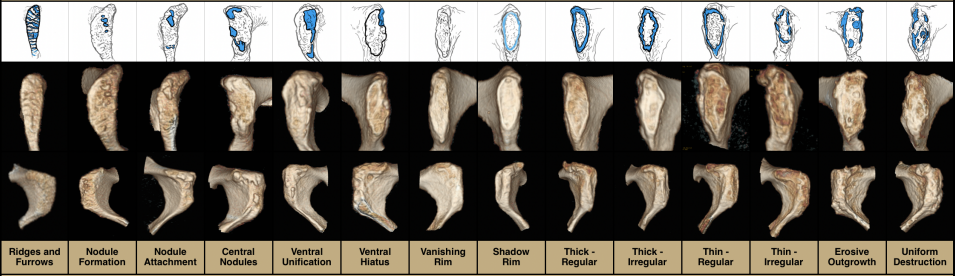 Ridges and
Furrows
Nodule
Formation
Nodule
Attachment
Central
Nodules
Ventral
Unification
Ventral
Hiatus
Vanishing
Rim
Shadow
Rim
Thick -
Regular
Thick -
Irregular
Thin -
Regular
Thin -
Irregular
Erosive
Outgrowth
Uniform
Destruction